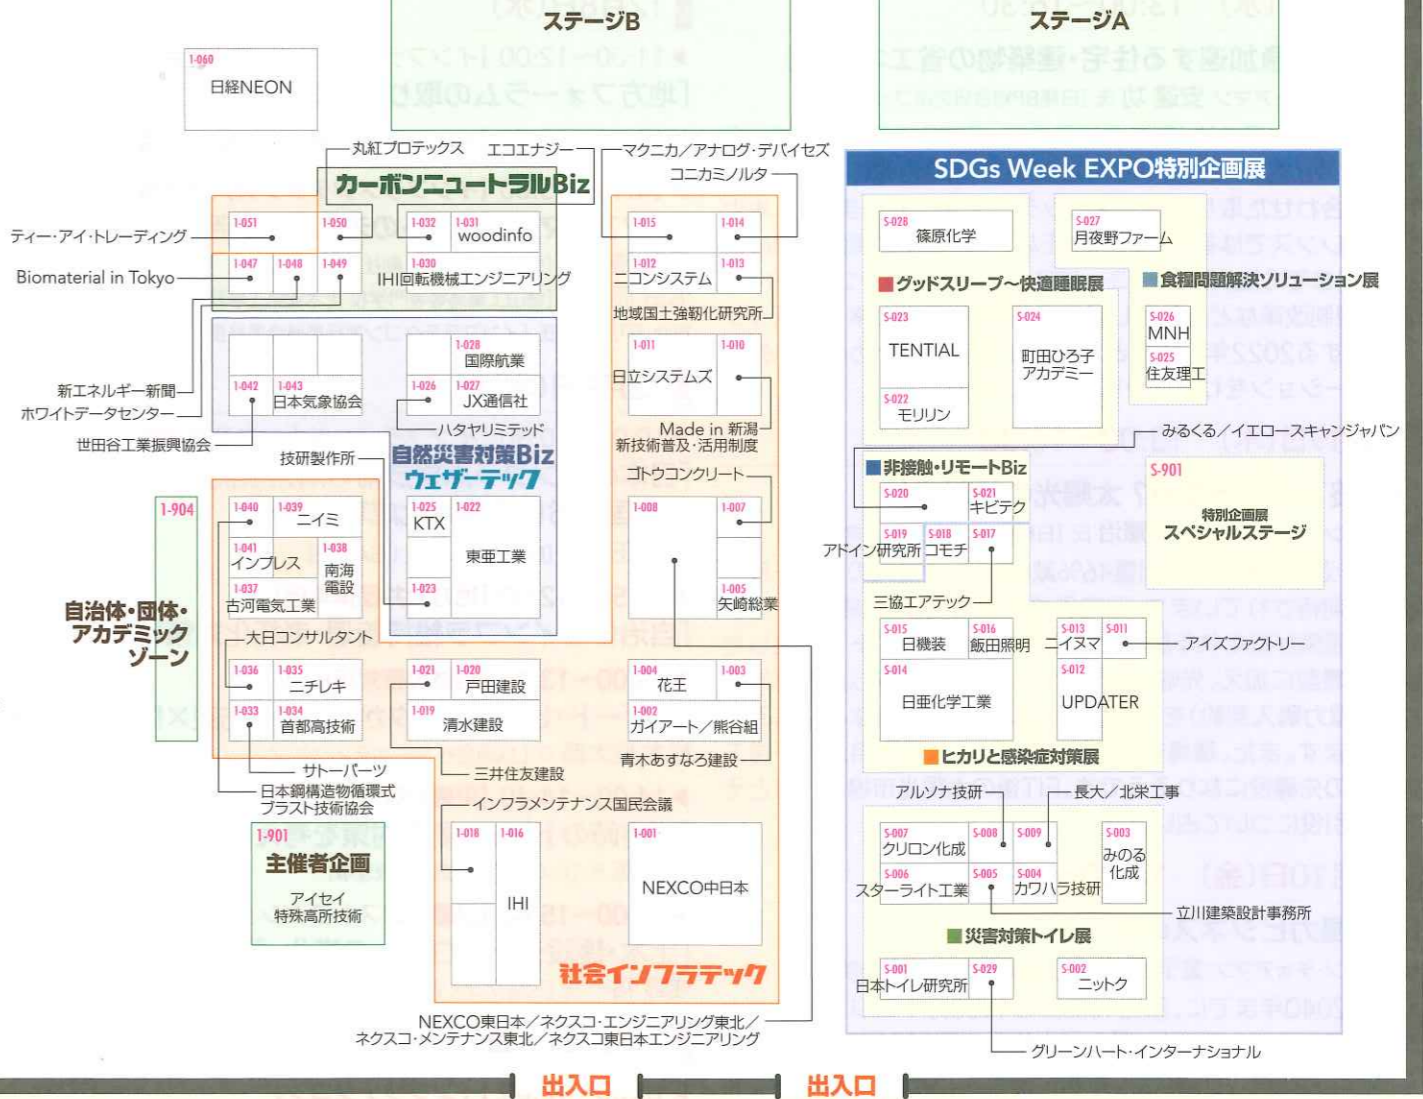 ステージB
ステージA
1-060
日経NEON
丸紅プロテックス
エコエナジー
マクニカ／アナログ・デバイセズ
コニカミノルタ
カーボンニュートラルBiz
1-051
1-050
1-032
1-031
woodinfo
1-015
1-014
ティー・アイ・トレーディング
Biomaterial in Tokyo
1-047
1-048
1-049
1-030
IHI回転機械エンジニアリング
1-012
ニコンシステム
1-013
地域国土強靭化研究所
1-028
国際航業
1-011
日立システムズ
1-010
新エネルギー新聞
ホワイトデータセンター
世田谷工業振興協会
1-042
1-043
日本気象協会
1-026
1-027
JX通信社
ハタヤリミテッド
Made in 新潟
新技術普及・活用制度
技研製作所
自然災害対策Biz
ウェザーテック
ゴトウコンクリート
1-904
自治体・団体・
アカデミック
ゾーン
1-040
1-039
ニイミ
1-041
インプレス
1-038
南海
電設
1-037
古河電気工業
1-025
KTX
1-022
東亜工業
1-023
1-008
1-007
1-005
矢崎総業
大日コンサルタント
1-036
1-035
ニチレキ
1-033
1-034
首都高技術
1-021
1-020
戸田建設
1-019
清水建設
1-004
花王
1-003
1-002
ガイアート／熊谷組
青木あすなろ建設
サトーパーツ
日本鋼構造物循環式
ブラスト技術協会
三井住友建設
インフラメンテナンス国民会議
1-901
主催者企画
アイセイ
特殊高所技術
1-018
1-016
IHI
1-001
NEXCO中日本
社会インフラテック
NEXCO東日本／ネクスコ・エンジニアリング東北／
ネクスコ・メンテナンス東北／ネクスコ東日本エンジニアリング
SDGs Week EXPO特別企画展
S-028
篠原化学
S-027
月夜野ファーム
グッドスリープ〜快適睡眠展
食糧問題解決ソリューション展
S-023
TENTIAL
S-024
町田ひろ子
アカデミー
S-026
MNH
S-025
住友理工
S-022
モリリン
みるくる／イエロースキャンジャパン
非接触・リモートBiz
S-901
特別企画展
スペシャルステージ
S-020
S-021
キビテク
S-019
アドイン研究所
S-018
コモチ
S-017
三協エアテック
S-015
日機装
S-016
飯田照明
S-013
ニイヌマ
S-011
アイズファクトリー
S-014
日亜化学工業
S-012
UPDATER
ヒカリと感染症対策展
アルソナ技研
長大／北栄工事
S-007
クリロン化成
S-008
S-009
S-003
みのる
化成
S-006
スターライト工業
S-005
S-004
カワハラ技研
立川建築設計事務所
災害対策トイレ展
S-001
日本トイレ研究所
S-029
S-002
ニットク
グリーンハート・インターナショナル
出入口
出入口